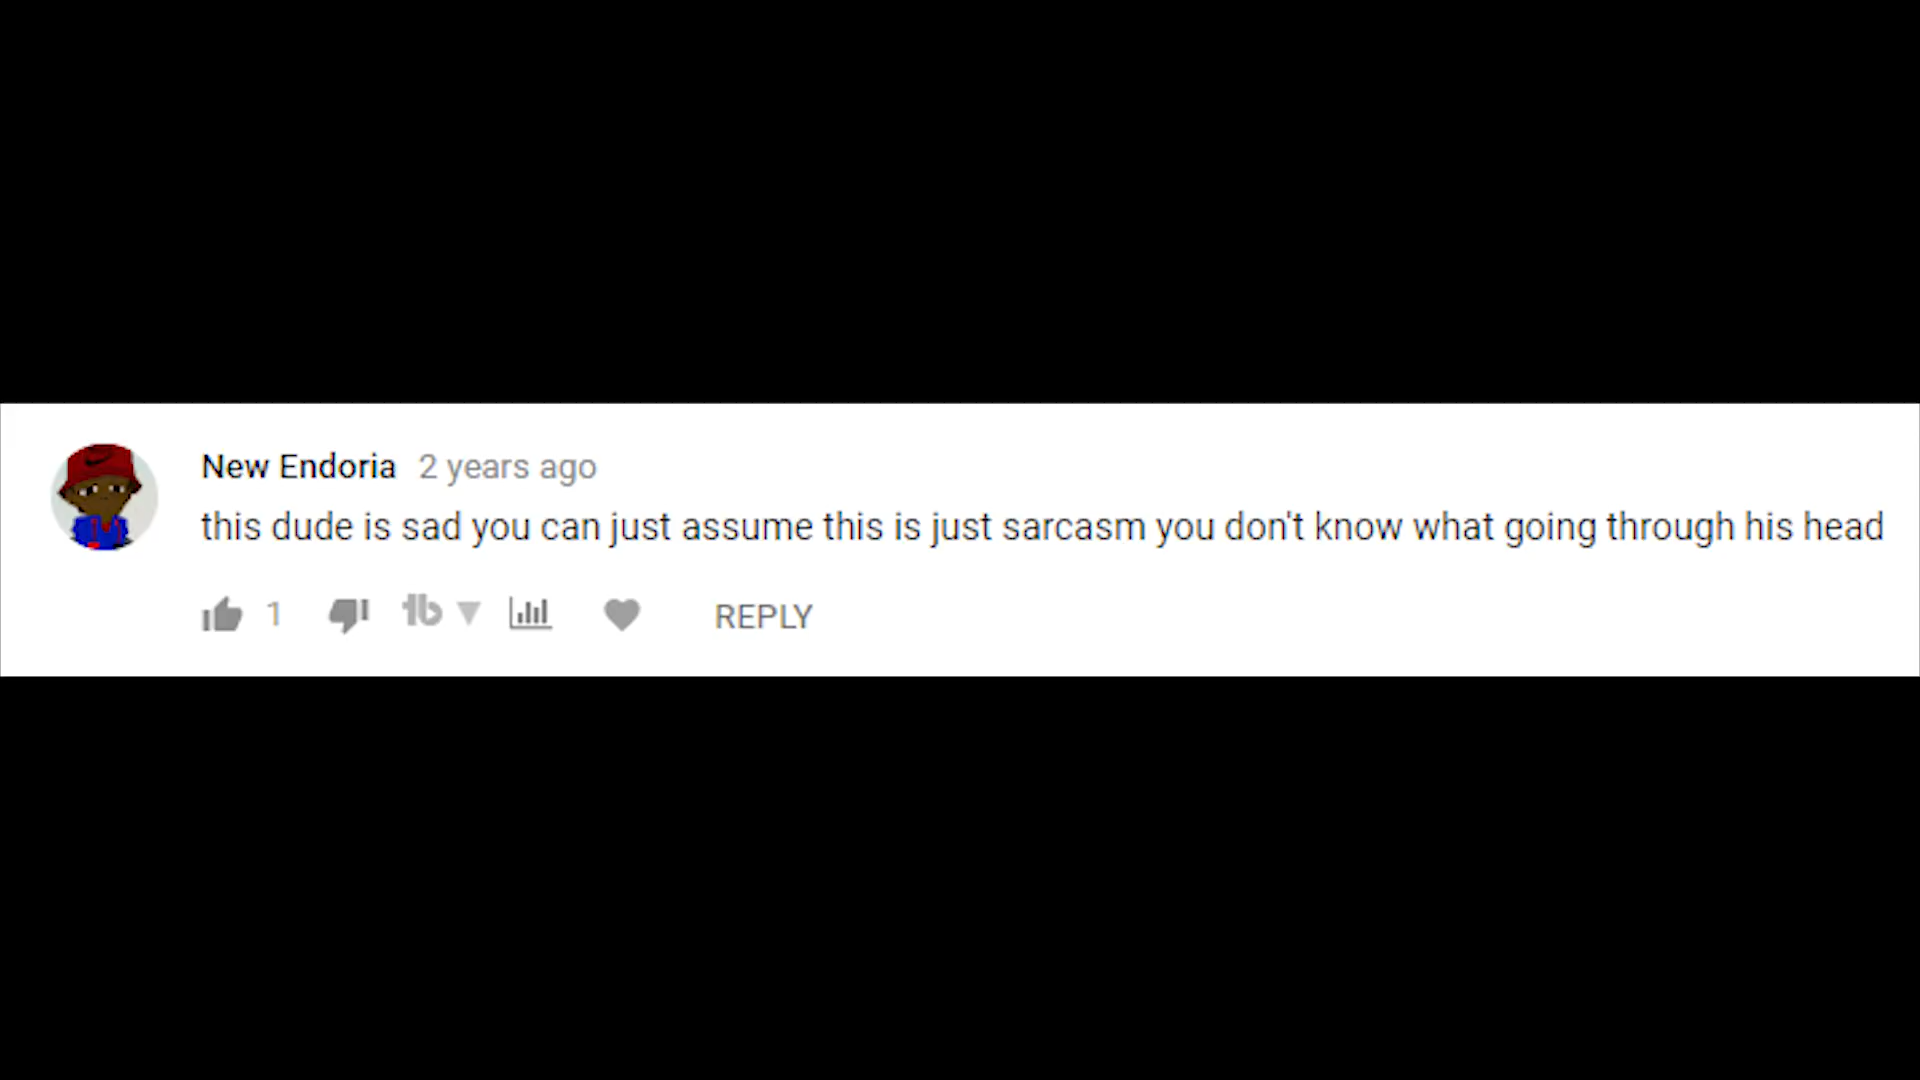 New Endoria 2 years ago
this dude is sad you can just assume this is just sarcasm you don't know what going through his head
1 tb REPLY